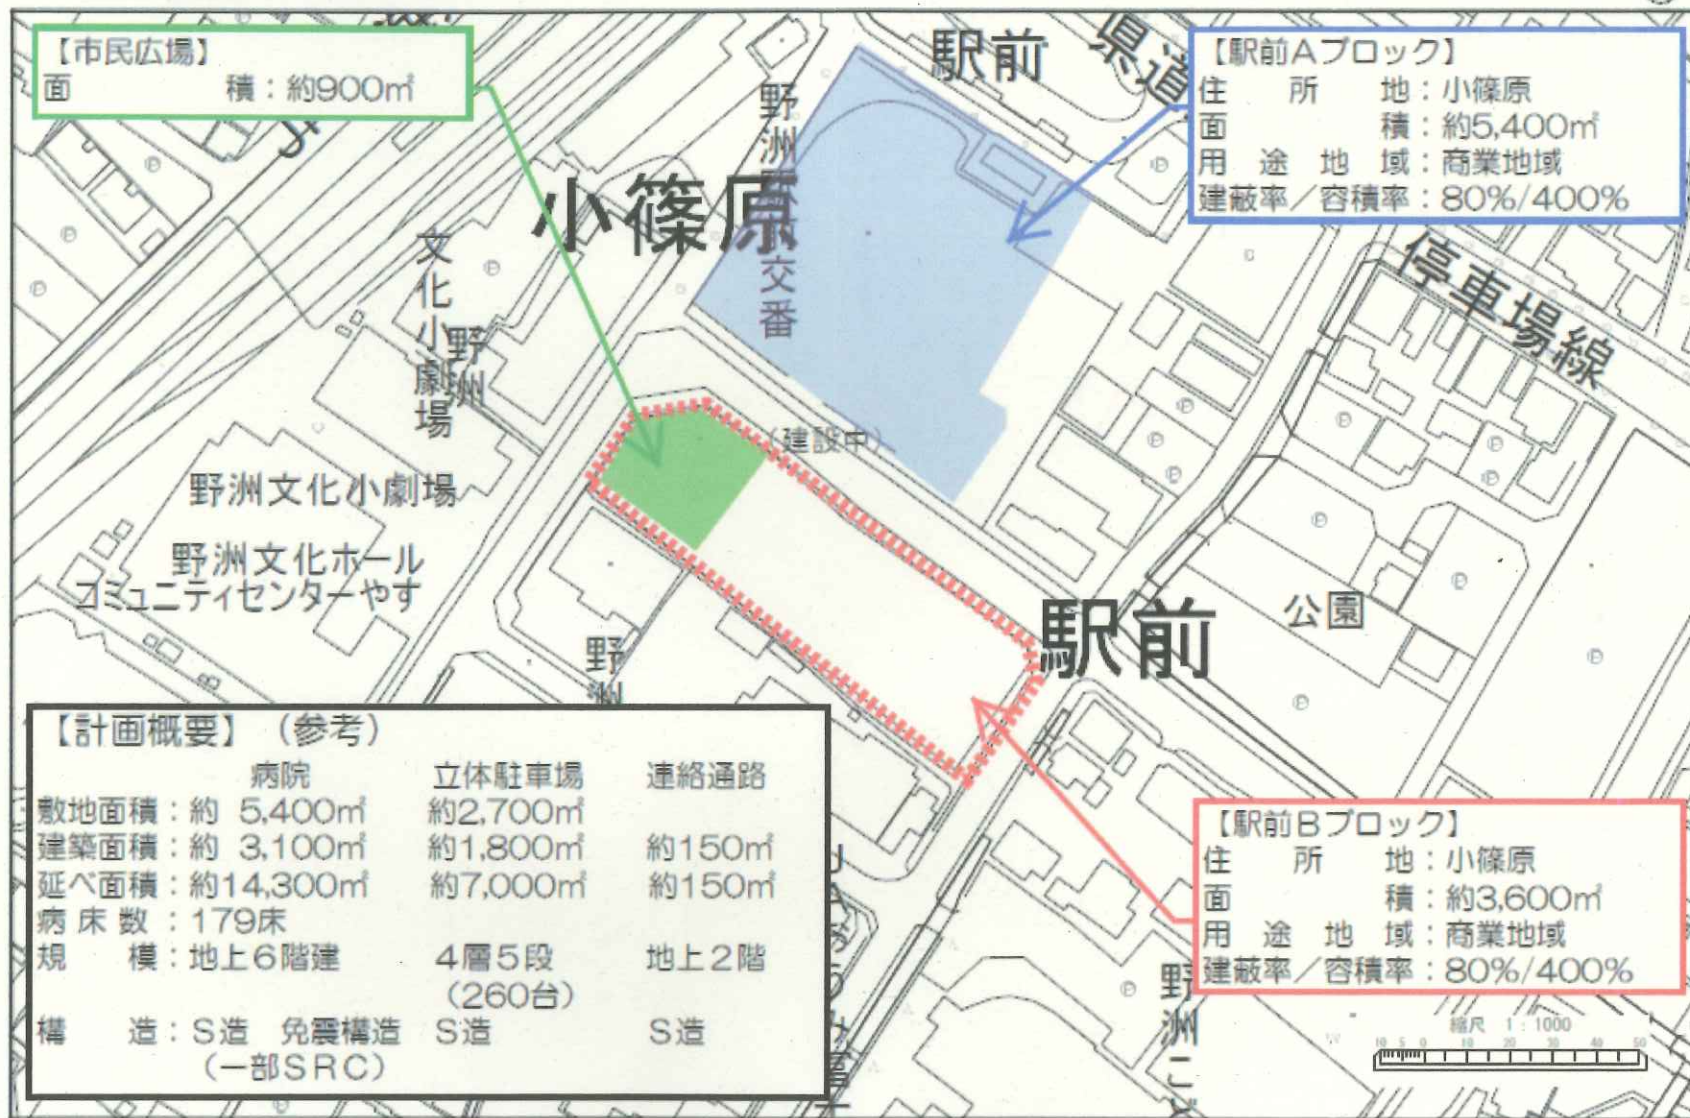 【市民広場】
面　　　積：約900㎡
駅前
県道
【駅前Aブロック】
住　所　地：小篠原
面　　　積：約5,400㎡
用途地域：商業地域
建蔽率／容積率：80%/400%
小篠原
交番
停車場線
文化小劇場
野洲
（建設中）
野洲文化小劇場
野洲文化ホール
コミュニティセンターやす
駅前
公園
野洲
【計画概要】（参考）
病院　立体駐車場　連絡通路
敷地面積：約 5,400㎡　約2,700㎡
建築面積：約 3,100㎡　約1,800㎡　約150㎡
延べ面積：約14,300㎡　約7,000㎡　約150㎡
病床数：179床
規　模：地上6階建　4層5段　地上2階
（260台）
構　造：S造 免震構造　S造　S造
（一部SRC）
【駅前Bブロック】
住　所　地：小篠原
面　　　積：約3,600㎡
用途地域：商業地域
建蔽率／容積率：80%/400%
野洲こど
縮尺 1：1000
10 5 0 10 20 30 40 50